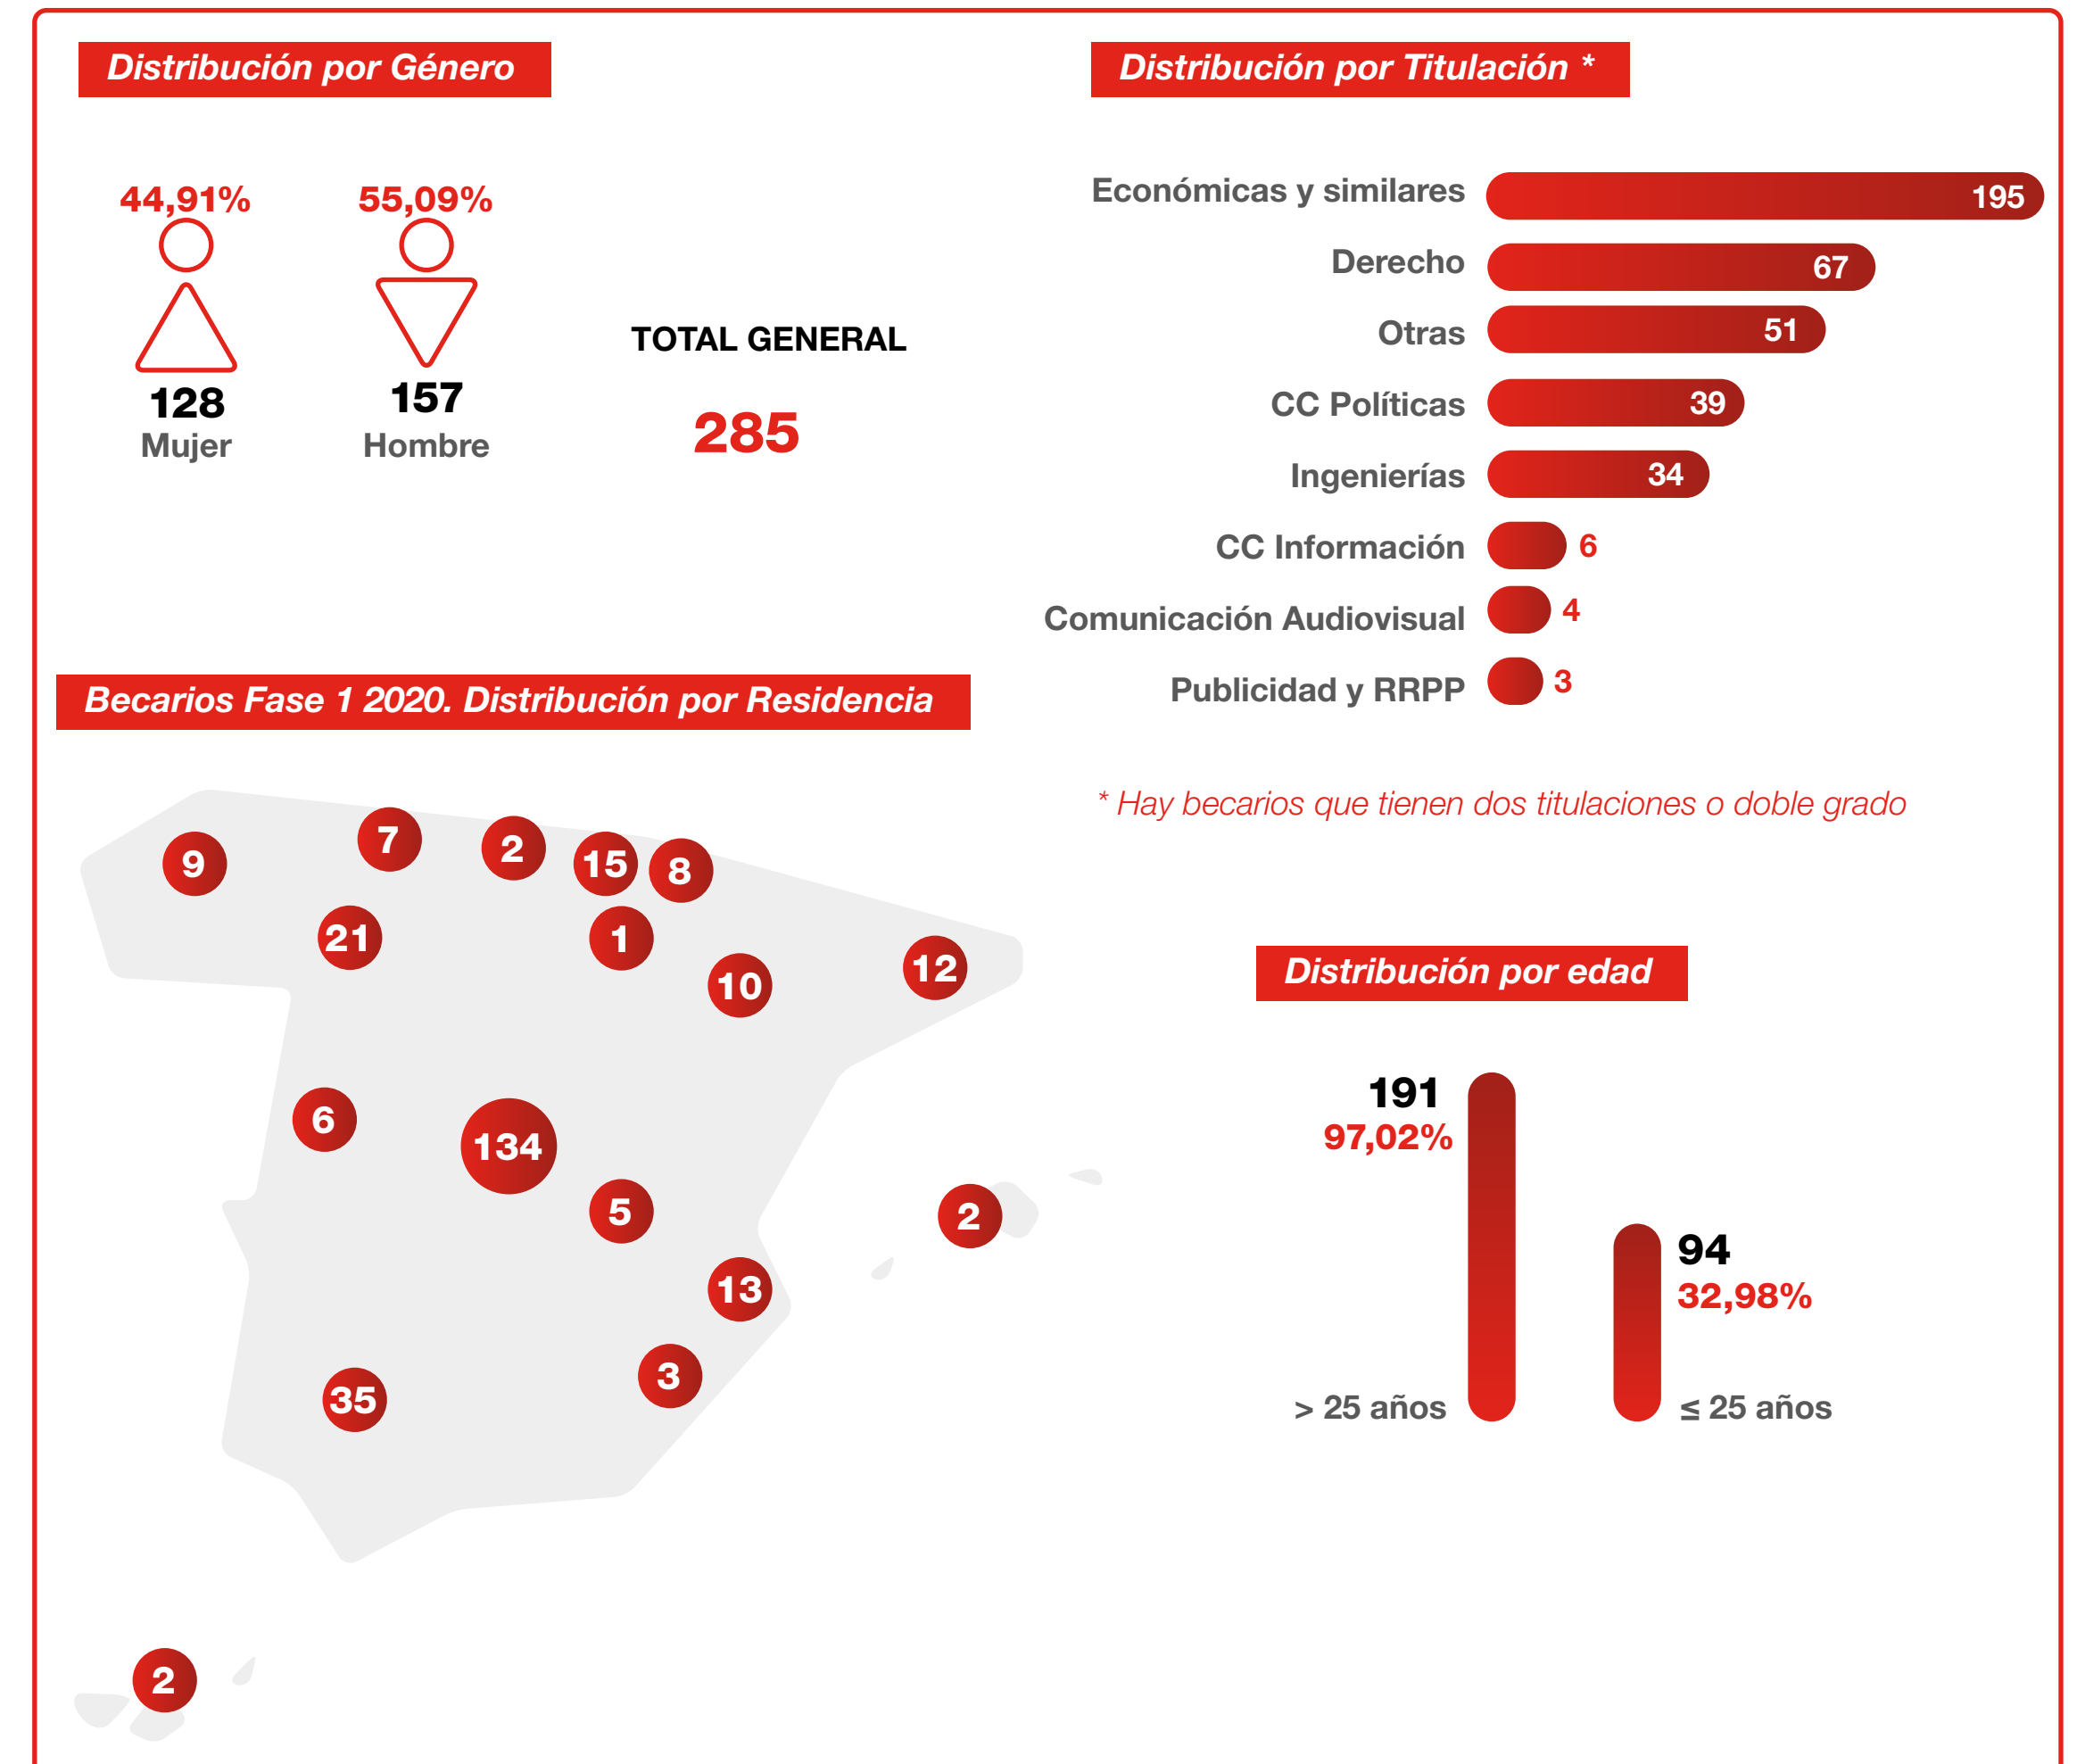 Distribución por Género
44,91%
55,09%
128
Mujer
157
Hombre
TOTAL GENERAL
285
Distribución por Titulación *
Económicas y similares 195
Derecho 67
Otras 51
CC Políticas 39
Ingenierías 34
CC Información 6
Comunicación Audiovisual 4
Publicidad y RRPP 3
* Hay becarios que tienen dos titulaciones o doble grado
Becarios Fase 1 2020. Distribución por Residencia
9
7
2
15
8
21
1
10
12
6
134
5
2
13
3
35
2
Distribución por edad
191
97,02%
> 25 años
94
32,98%
≤ 25 años